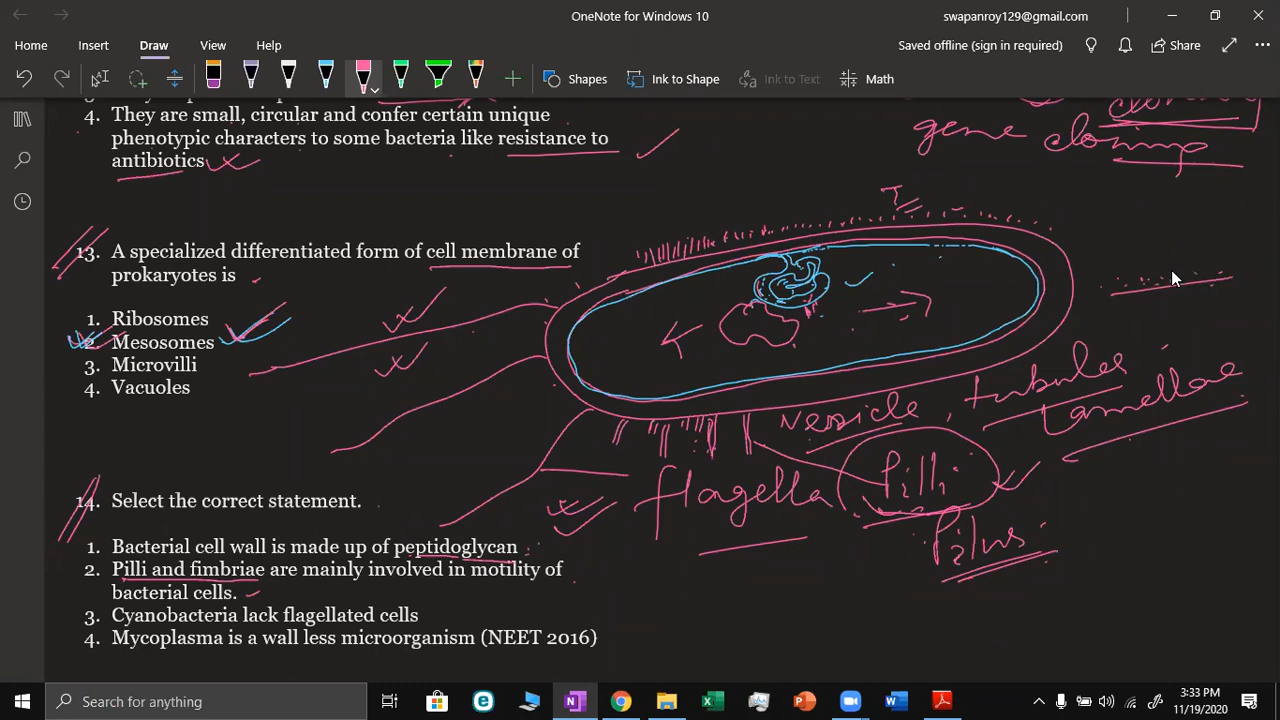 OneNote for Windows 10
swapanroy129@gmail.com
Home Insert Draw View Help
Saved offline (sign in required)
Share
Shapes Ink to Shape Ink to Text Math
4. They are small, circular and confer certain unique
phenotypic characters to some bacteria like resistance to
antibiotics
cloning
gene cloning
13. A specialized differentiated form of cell membrane of
prokaryotes is
1. Ribosomes
2. Mesosomes
3. Microvilli
4. Vacuoles
vessicle, tubules
Lamellae
flagella
Pilli
Pilus
14. Select the correct statement.
1. Bacterial cell wall is made up of peptidoglycan
2. Pilli and fimbriae are mainly involved in motility of
bacterial cells.
3. Cyanobacteria lack flagellated cells
4. Mycoplasma is a wall less microorganism (NEET 2016)
Search for anything
3:33 PM
11/19/2020